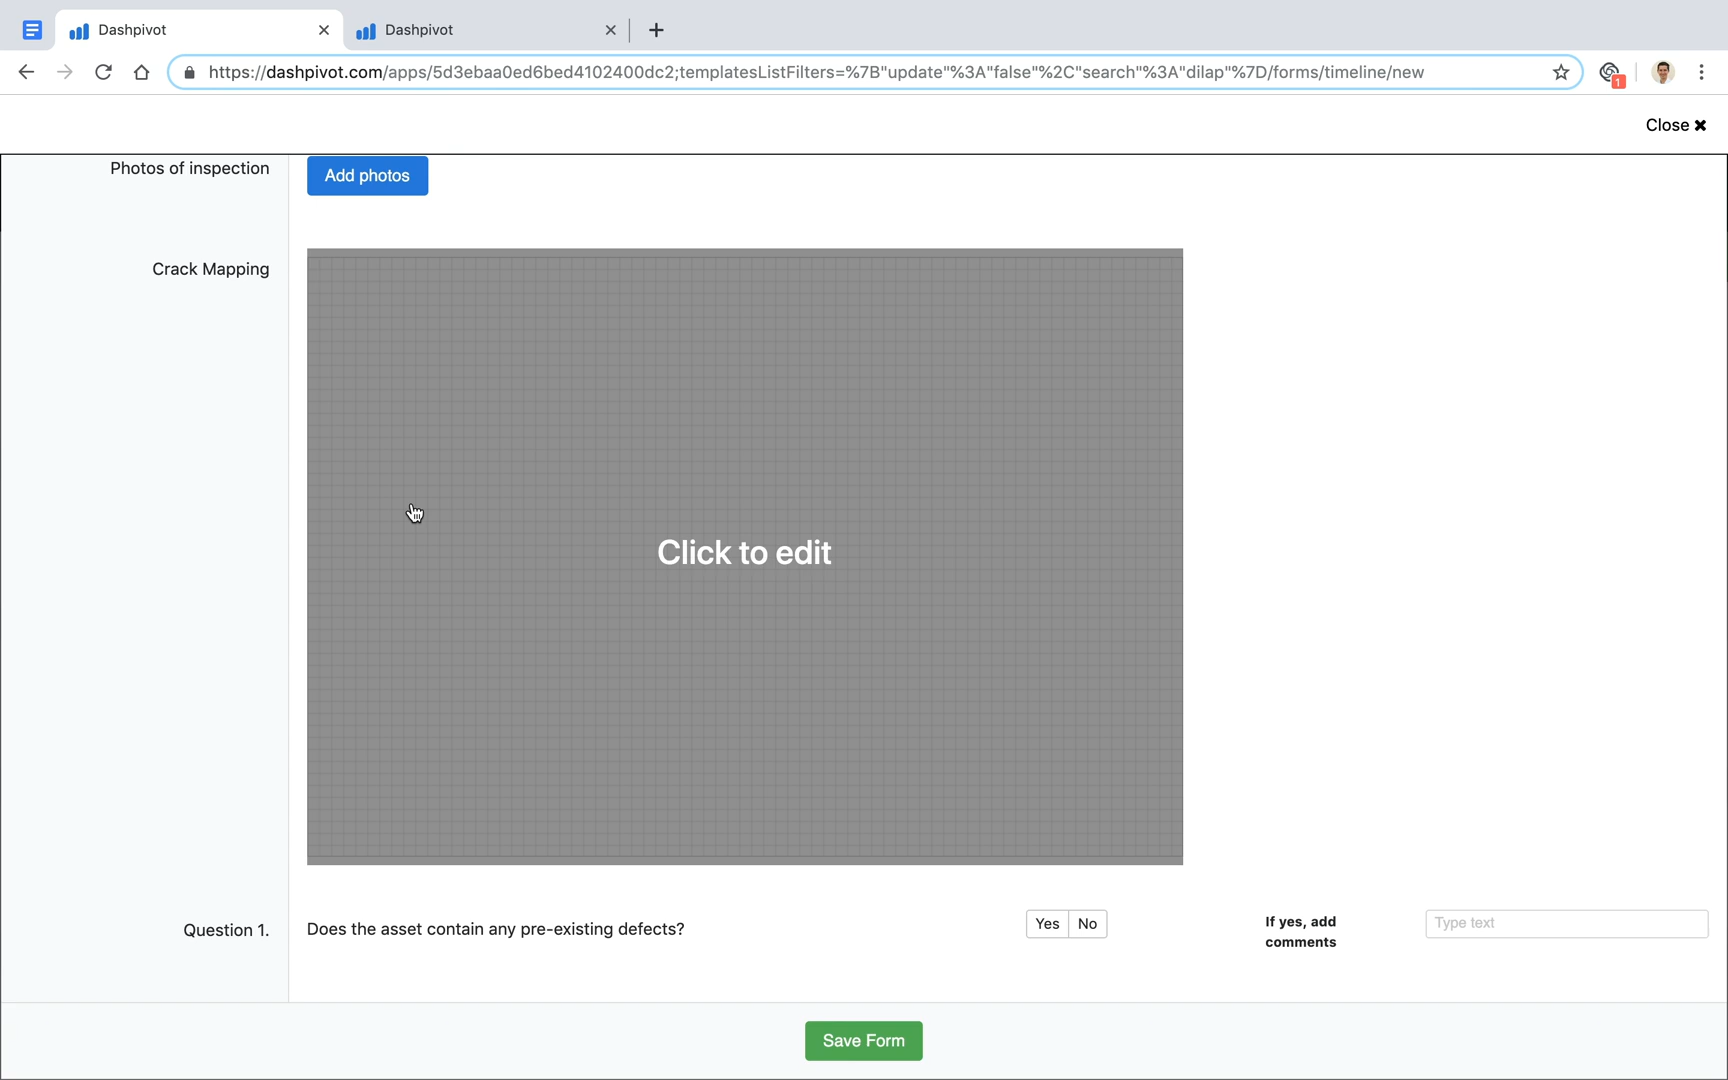 Dashpivot
Dashpivot
https://dashpivot.com/apps/5d3ebaa0ed6bed4102400dc2;templatesListFilters=%7B"update"%3A"false"%2C"search"%3A"dilap"%7D/forms/timeline/new
1
Close ✖
Photos of inspection
Add photos
Crack Mapping
Click to edit
Question 1.
Does the asset contain any pre-existing defects?
Yes
No
If yes, add
comments
Type text
Save Form